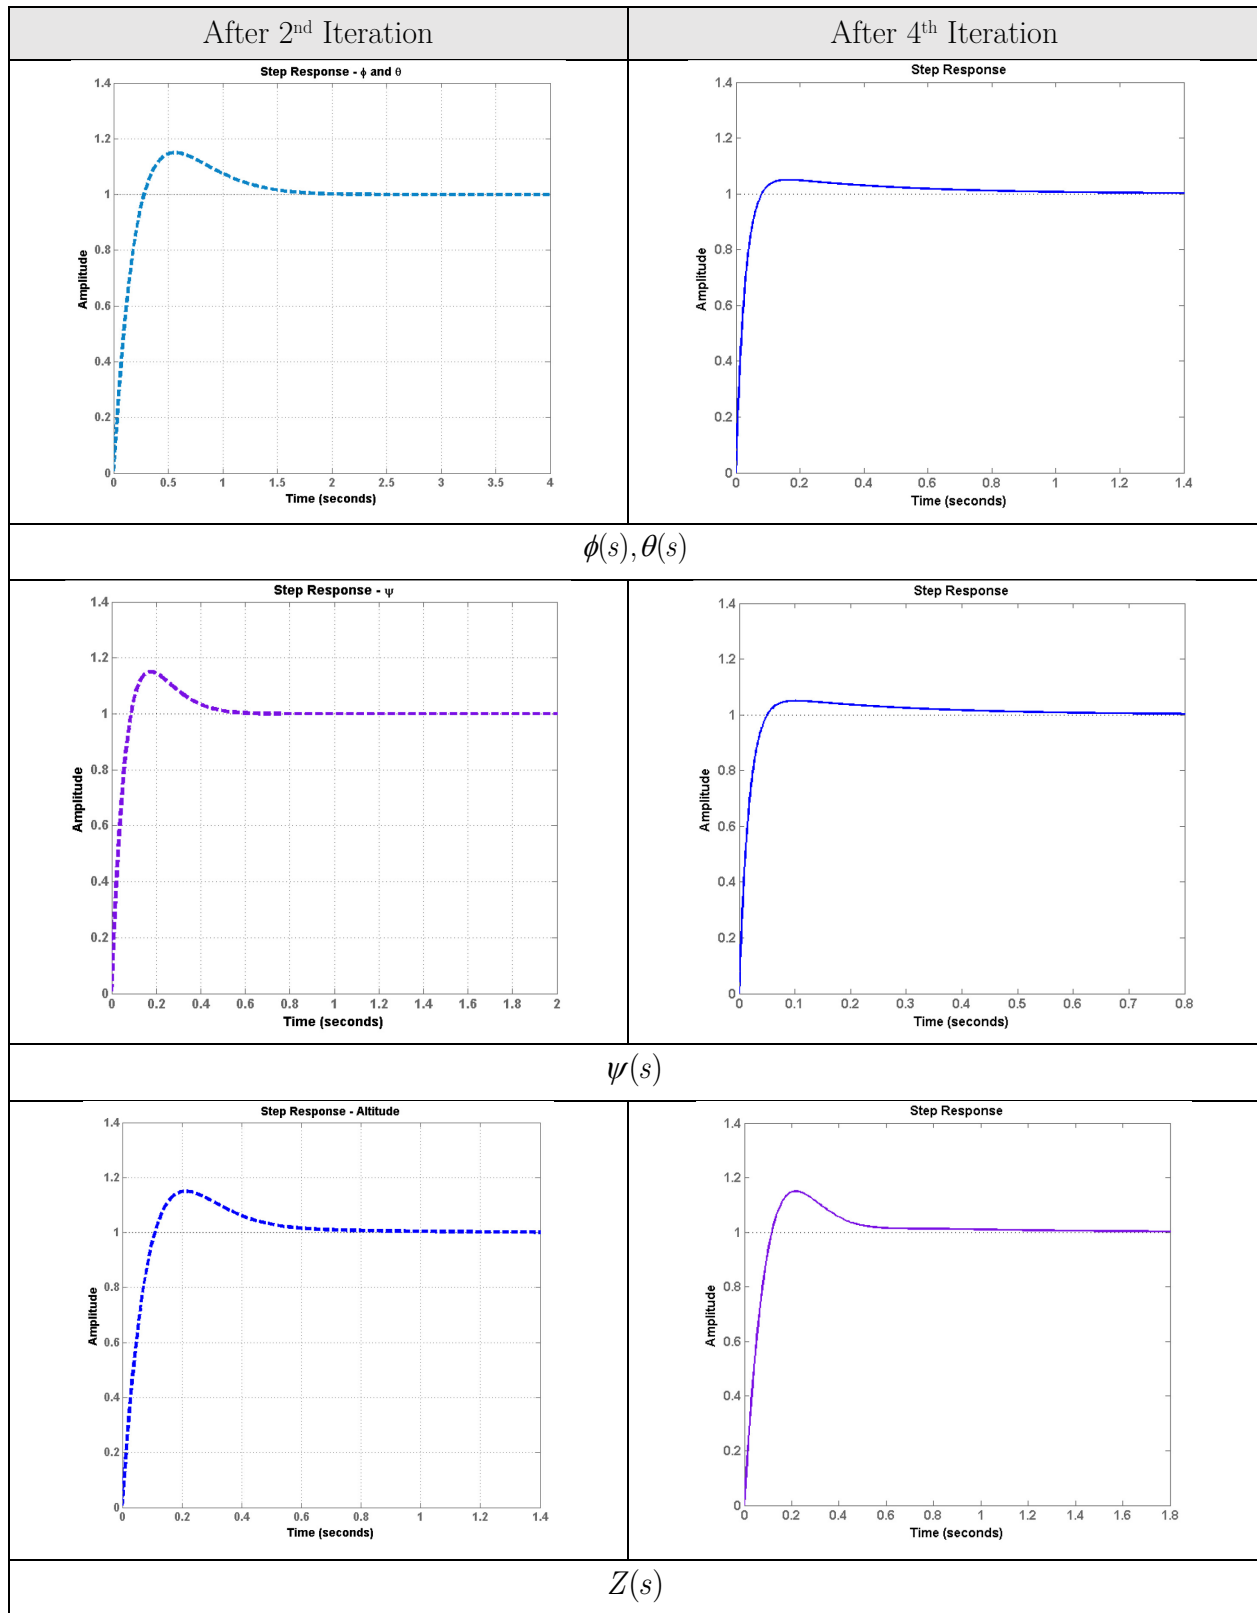 After 2nd Iteration
After 4th Iteration
Step Response - ϕ and θ
1.4
1.2
1
0.8
0.6
0.4
0.2
0
Amplitude
0 0.5 1 1.5 2 2.5 3 3.5 4
Time (seconds)
Step Response
1.4
1.2
1
0.8
0.6
0.4
0.2
0
Amplitude
0 0.2 0.4 0.6 0.8 1 1.2 1.4
Time (seconds)
ϕ(s), θ(s)
Step Response - ψ
1.4
1.2
1
0.8
0.6
0.4
0.2
0
Amplitude
0 0.2 0.4 0.6 0.8 1 1.2 1.4 1.6 1.8 2
Time (seconds)
Step Response
1.4
1.2
1
0.8
0.6
0.4
0.2
0
Amplitude
0 0.1 0.2 0.3 0.4 0.5 0.6 0.7 0.8
Time (seconds)
ψ(s)
Step Response - Altitude
1.4
1.2
1
0.8
0.6
0.4
0.2
0
Amplitude
0 0.2 0.4 0.6 0.8 1 1.2 1.4
Time (seconds)
Step Response
1.4
1.2
1
0.8
0.6
0.4
0.2
0
Amplitude
0 0.2 0.4 0.6 0.8 1 1.2 1.4 1.6 1.8
Time (seconds)
Z(s)